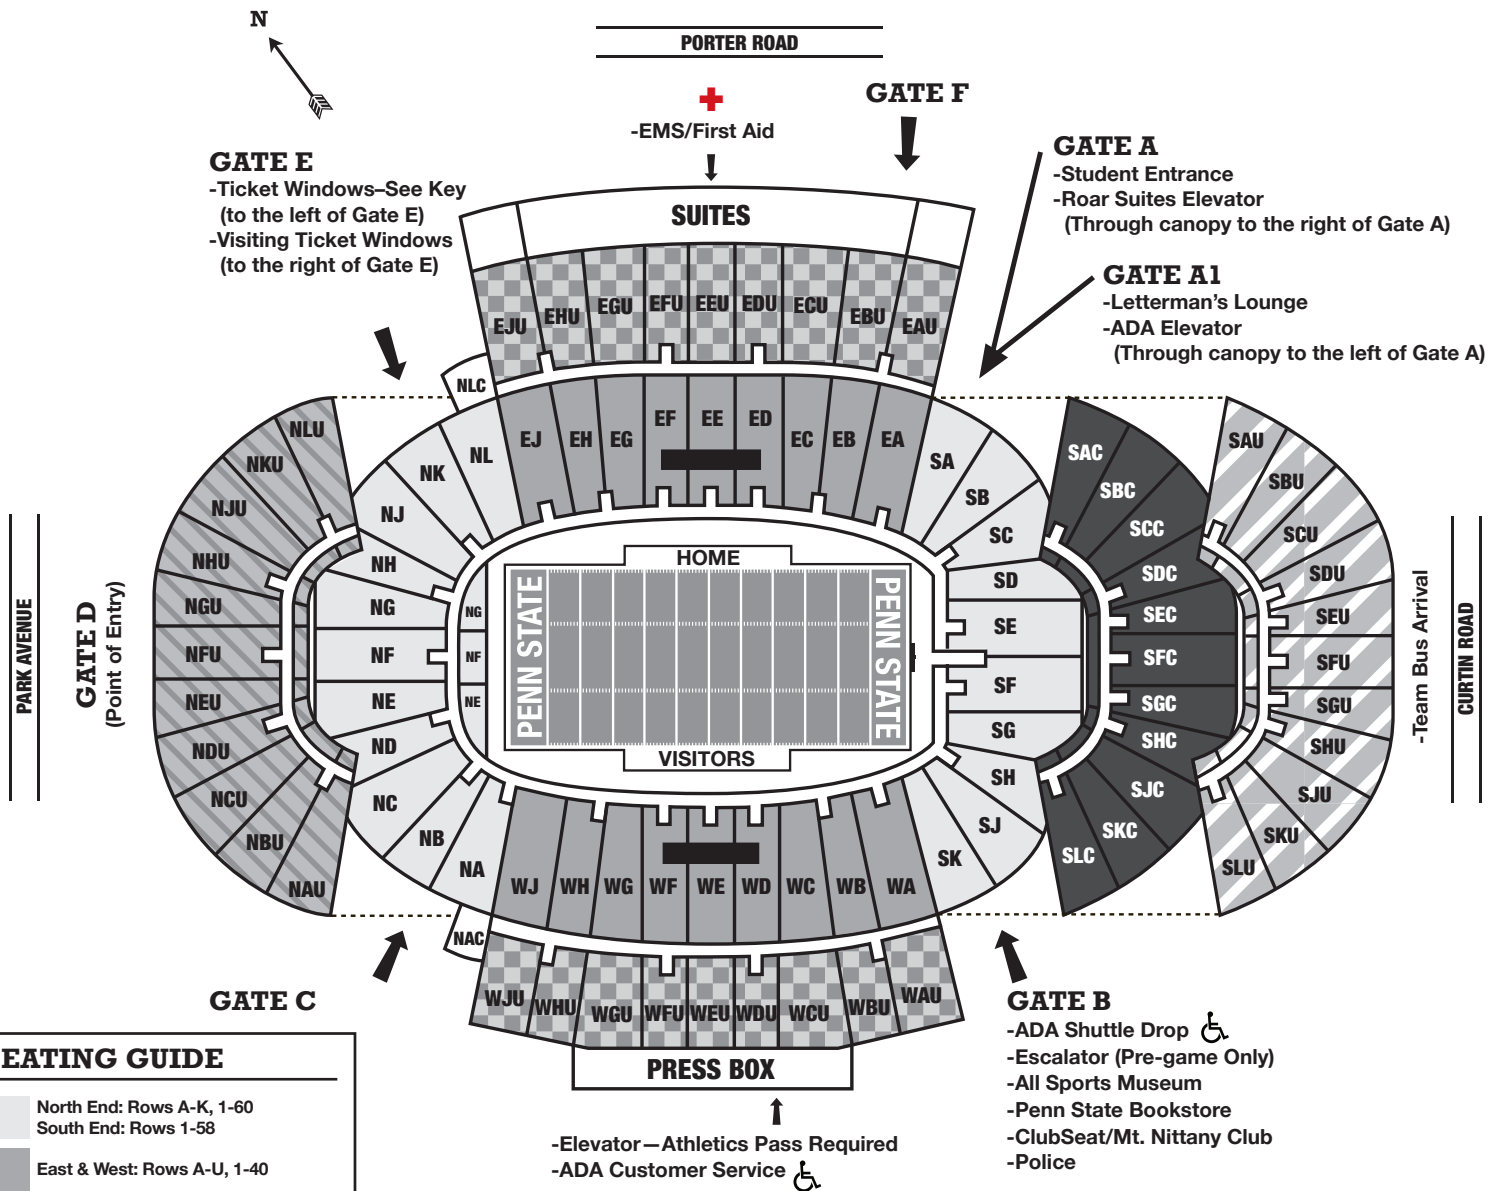 N
PORTER ROAD
-EMS/First Aid
GATE F
GATE E
-Ticket Windows–See Key
(to the left of Gate E)
-Visiting Ticket Windows
(to the right of Gate E)
GATE A
-Student Entrance
-Roar Suites Elevator
(Through canopy to the right of Gate A)
GATE A1
-Letterman's Lounge
-ADA Elevator
(Through canopy to the left of Gate A)
SUITES
EJU EHU EGU EFU EEU EDU ECU EBU EAU
NLC
EJ EH EG EF EE ED EC EB EA
NLU
NKU
NJU
NHU
NGU
NFU
NEU
NDU
NCU
NBU
NAU
NL
NK
NJ
NH
NG
NF
NE
ND
NC
NB
NA
NG
NF
NE
HOME
PENN STATE
PENN STATE
VISITORS
SA
SB
SC
SD
SE
SF
SG
SH
SJ
SK
SAC
SBC
SCC
SDC
SEC
SFC
SGC
SHC
SJC
SKC
SLC
SAU
SBU
SCU
SDU
SEU
SFU
SGU
SHU
SJU
SKU
SLU
PARK AVENUE
GATE D
(Point of Entry)
-Team Bus Arrival
CURTIN ROAD
WJ WH WG WF WE WD WC WB WA
NAC
WJU WHU WGU WFU WEU WDU WCU WBU WAU
PRESS BOX
-Elevator—Athletics Pass Required
-ADA Customer Service
GATE C
GATE B
-ADA Shuttle Drop
-Escalator (Pre-game Only)
-All Sports Museum
-Penn State Bookstore
-ClubSeat/Mt. Nittany Club
-Police
EATING GUIDE
North End: Rows A-K, 1-60
South End: Rows 1-58
East & West: Rows A-U, 1-40